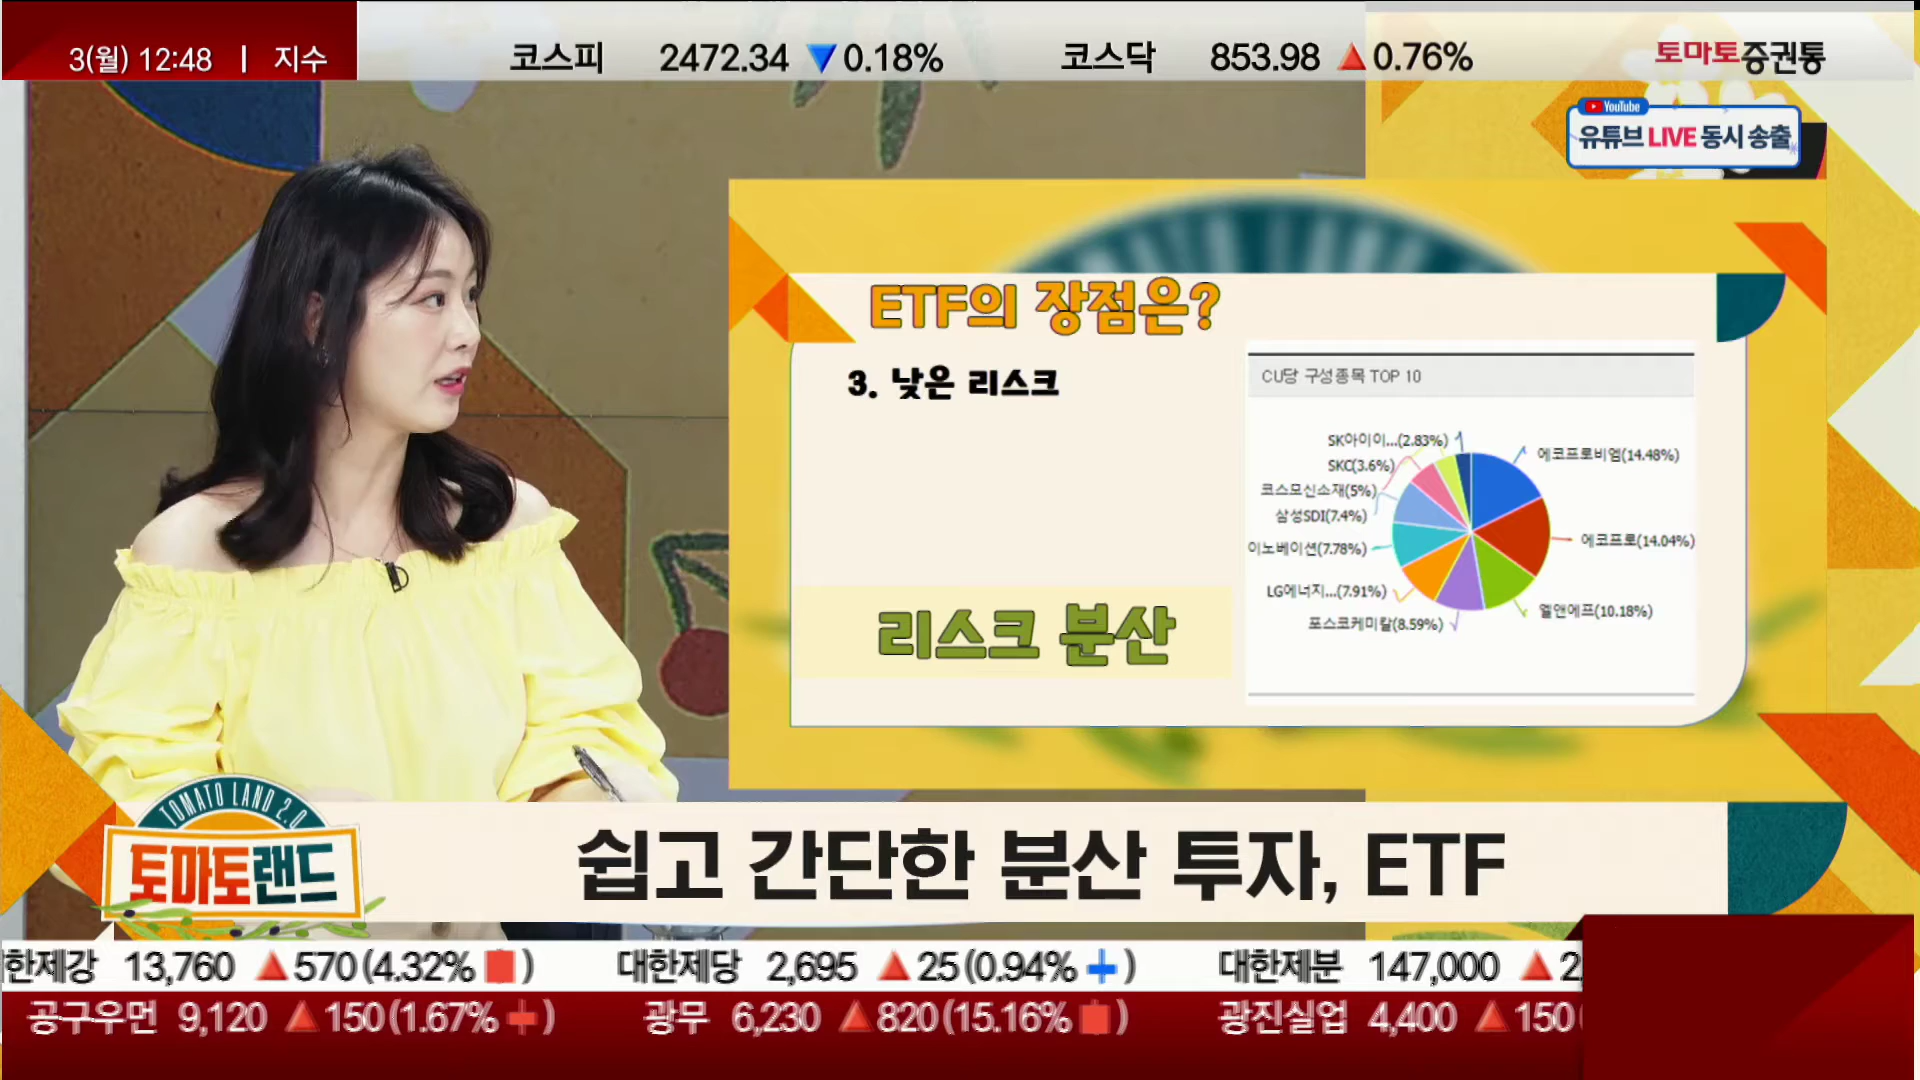 3(월) 12:48 | 지수 코스피 2472.34 ▼0.18% 코스닥 853.98 ▲0.76% 토마토증권통
YouTube
유튜브 LIVE 동시 송출
ETF의 장점은?
3. 낮은 리스크
CU당 구성종목 TOP 10
SK아이이...(2.83%)
에코프로비엠(14.48%)
SKC(3.6%)
코스모신소재(5%)
삼성SDI(7.4%)
에코프로(14.04%)
이노베이션(7.78%)
LG에너지...(7.91%)
엘앤에프(10.18%)
포스코케미칼(8.59%)
리스크 분산
TOMATO LAND 2.0
토마토랜드
쉽고 간단한 분산 투자, ETF
한제강 13,760 ▲570(4.32% ) 대한제당 2,695 ▲25(0.94% ) 대한제분 147,000 ▲2
공구우먼 9,120 ▲150(1.67% ) 광무 6,230 ▲820(15.16% ) 광진실업 4,400 ▲150